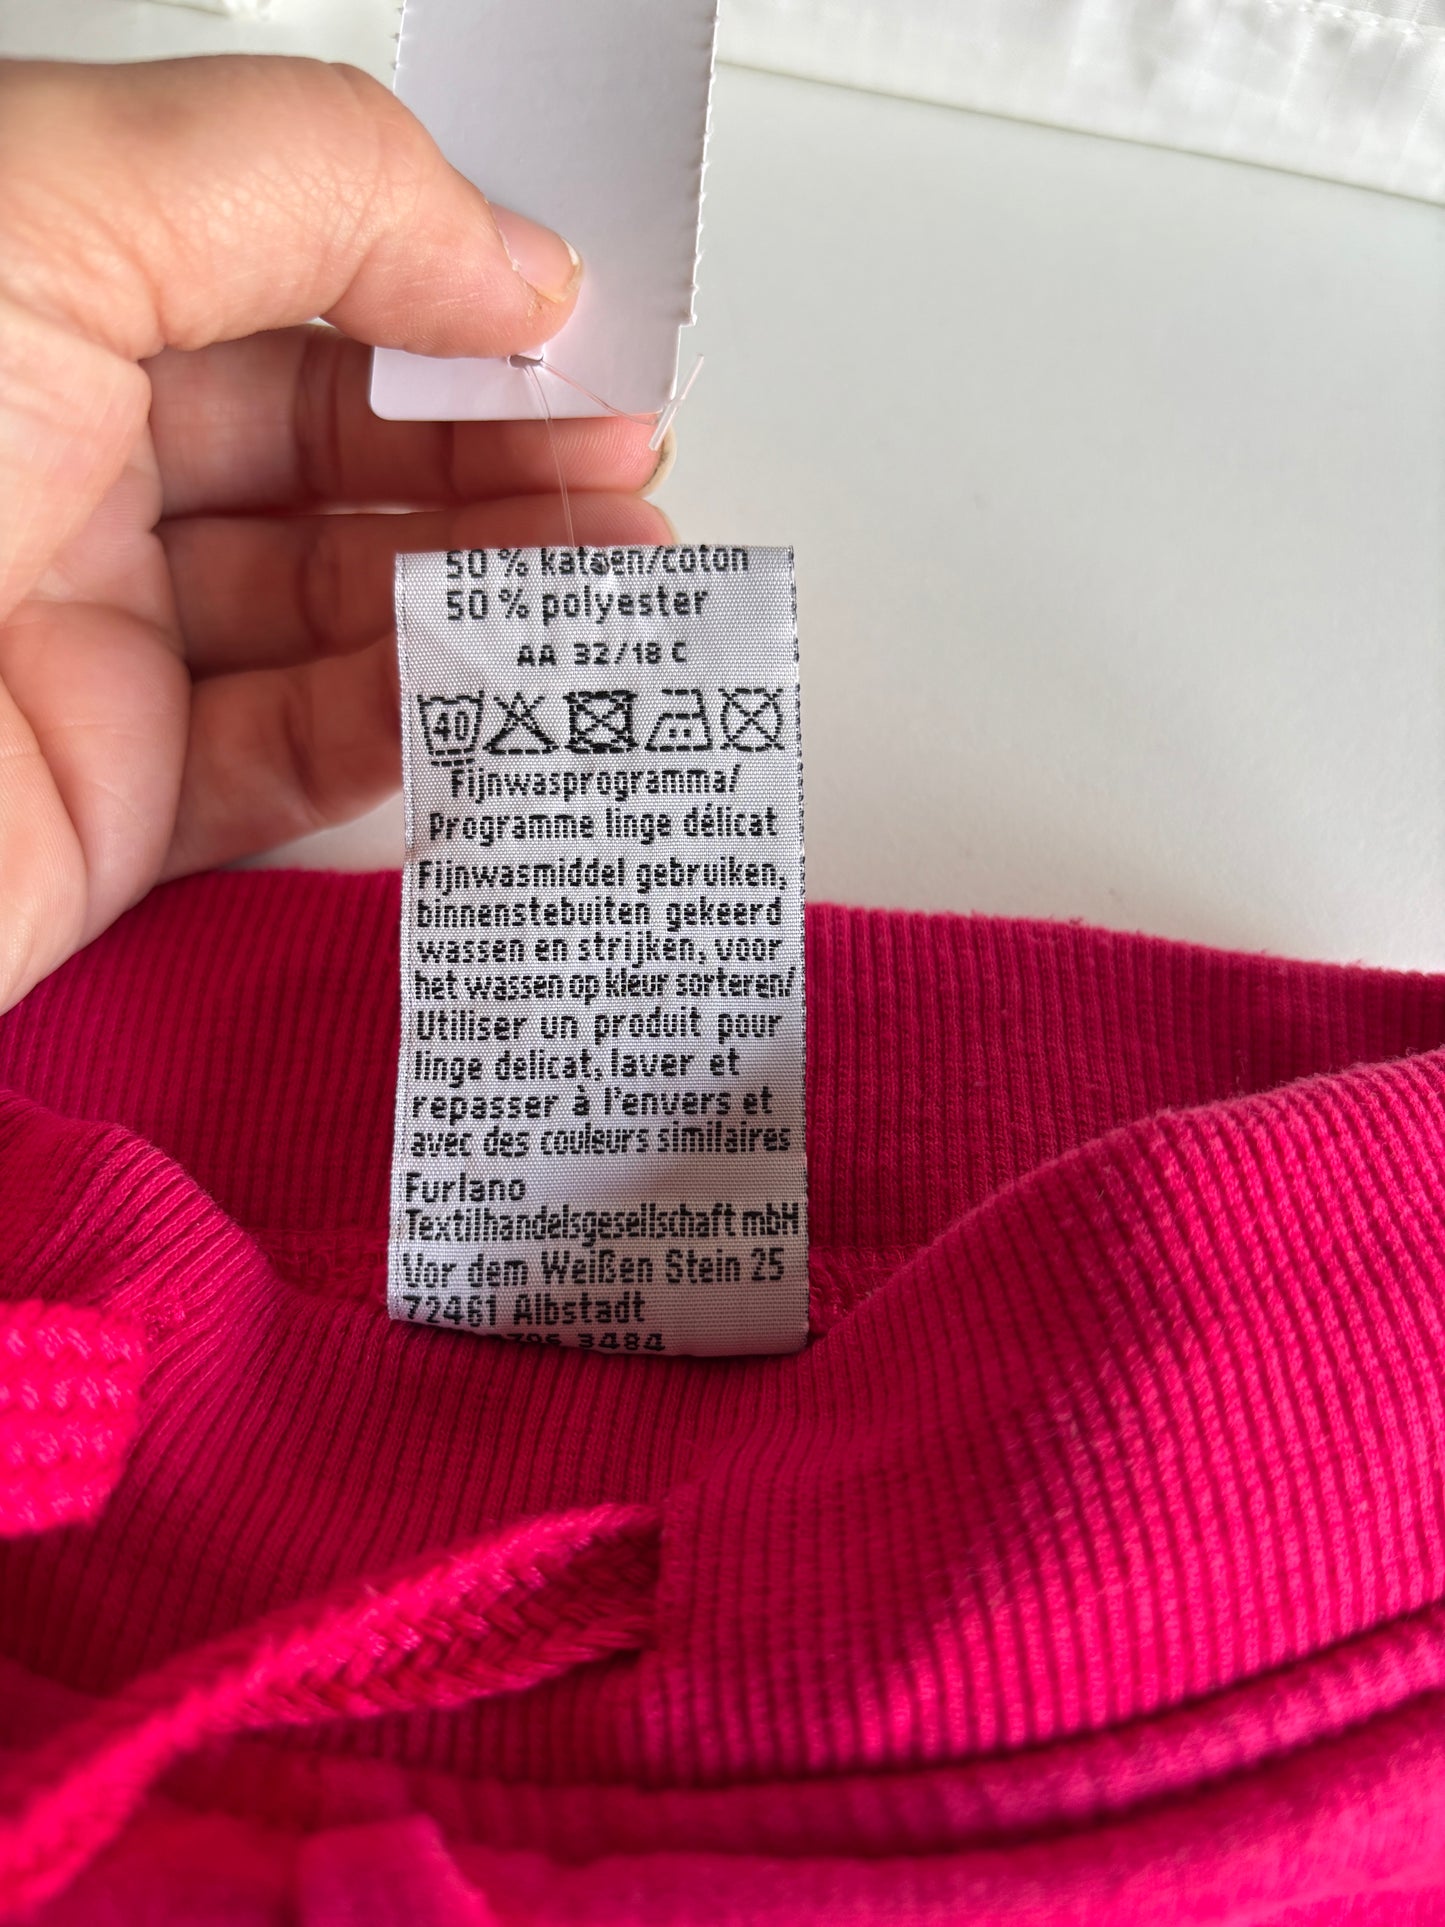 50 % katoen/coton
50 % polyester
AA 32/18 C
40
Fijnwasprogramma/
Programme linge délicat
Fijnwasmiddel gebruiken,
binnenstebuiten gekeerd
wassen en strijken, voor
het wassen op kleur sorteren/
Utiliser un produit pour
linge delicat, laver et
repasser à l'envers et
avec des couleurs similaires
Furlano
Textilhandelsgesellschaft mbH
Vor dem Weißen Stein 25
72461 Albstadt
3484